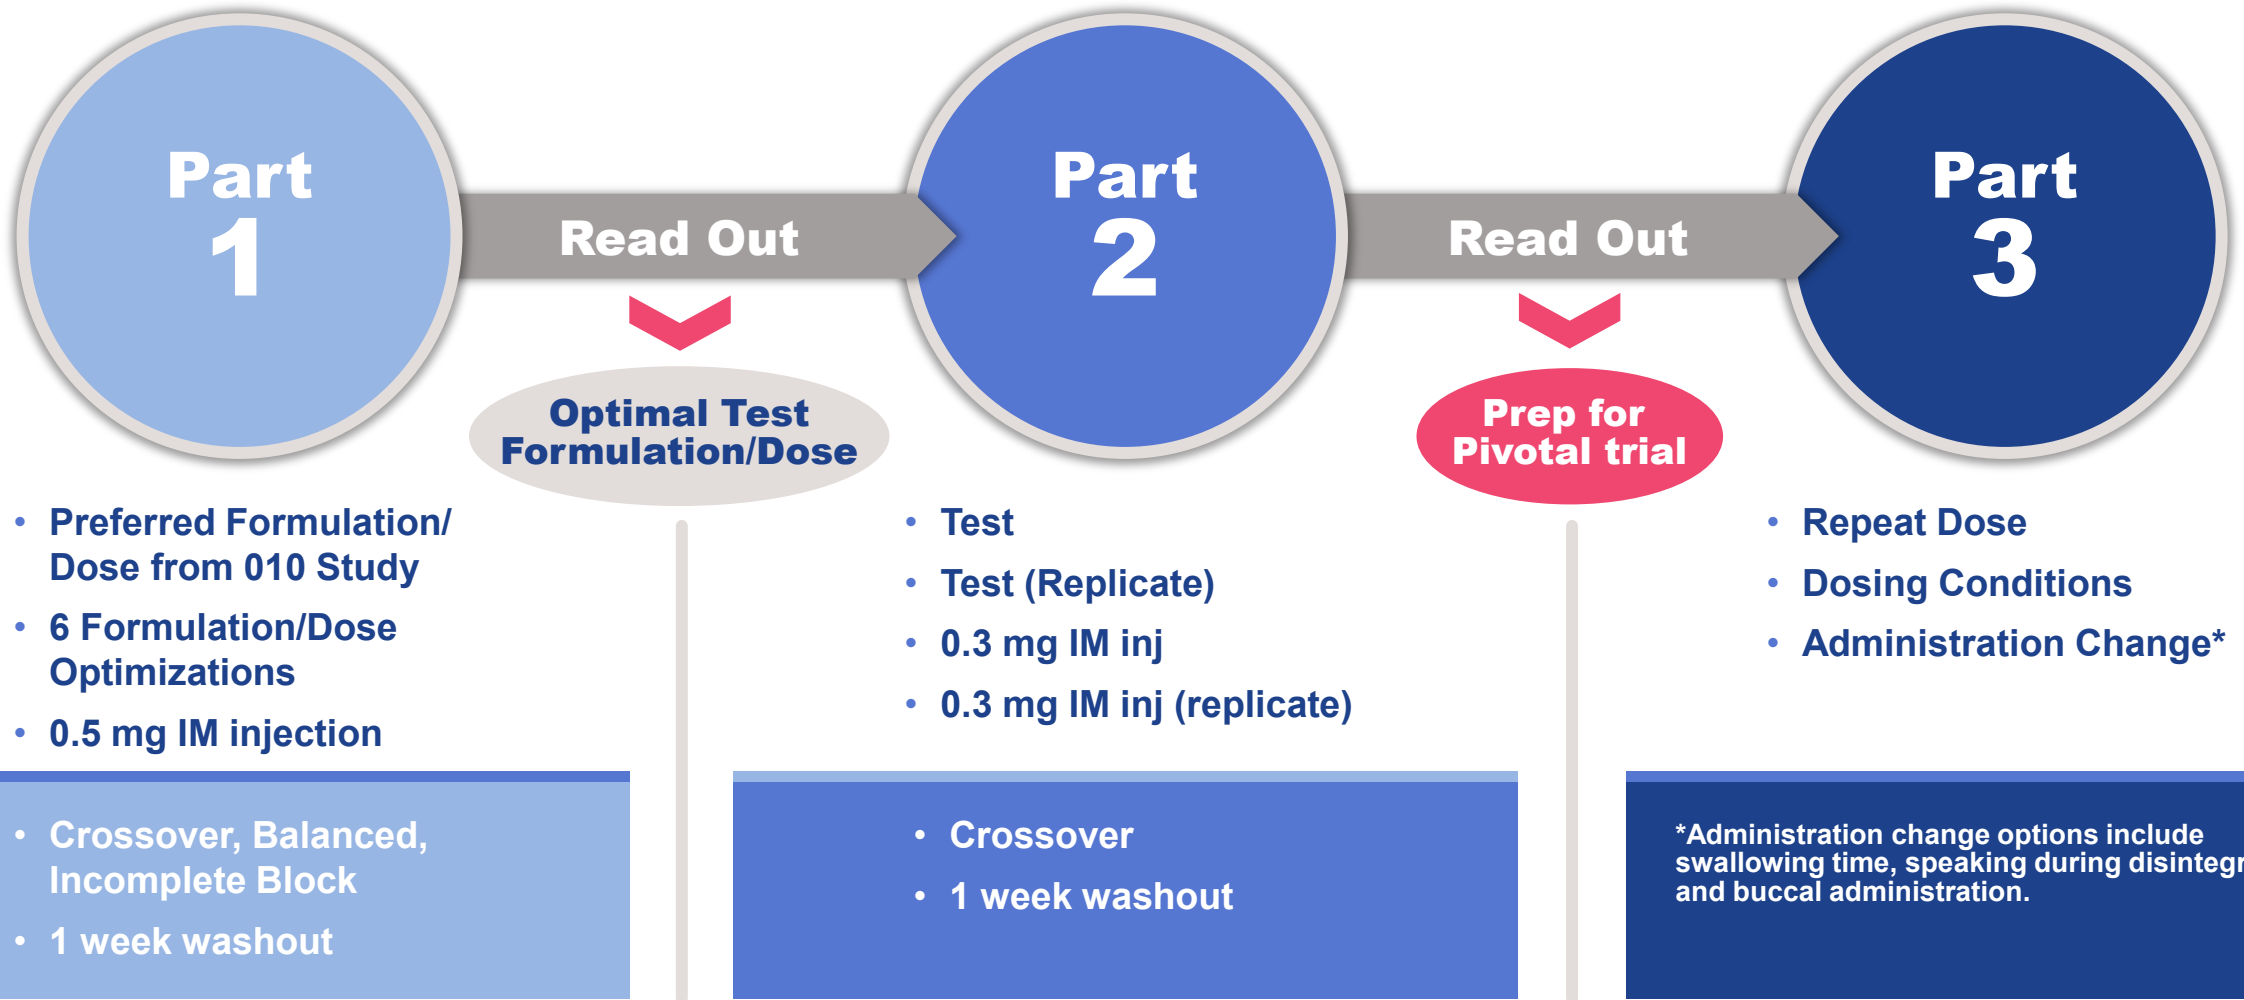 Part
1
Read Out
Part
2
Read Out
Part
3
Optimal Test
Formulation/Dose
Prep for
Pivotal trial
• Preferred Formulation/
Dose from 010 Study
• 6 Formulation/Dose
Optimizations
• 0.5 mg IM injection
• Test
• Test (Replicate)
• 0.3 mg IM inj
• 0.3 mg IM inj (replicate)
• Repeat Dose
• Dosing Conditions
• Administration Change*
• Crossover, Balanced,
Incomplete Block
• 1 week washout
• Crossover
• 1 week washout
*Administration change options include
swallowing time, speaking during disintegr
and buccal administration.